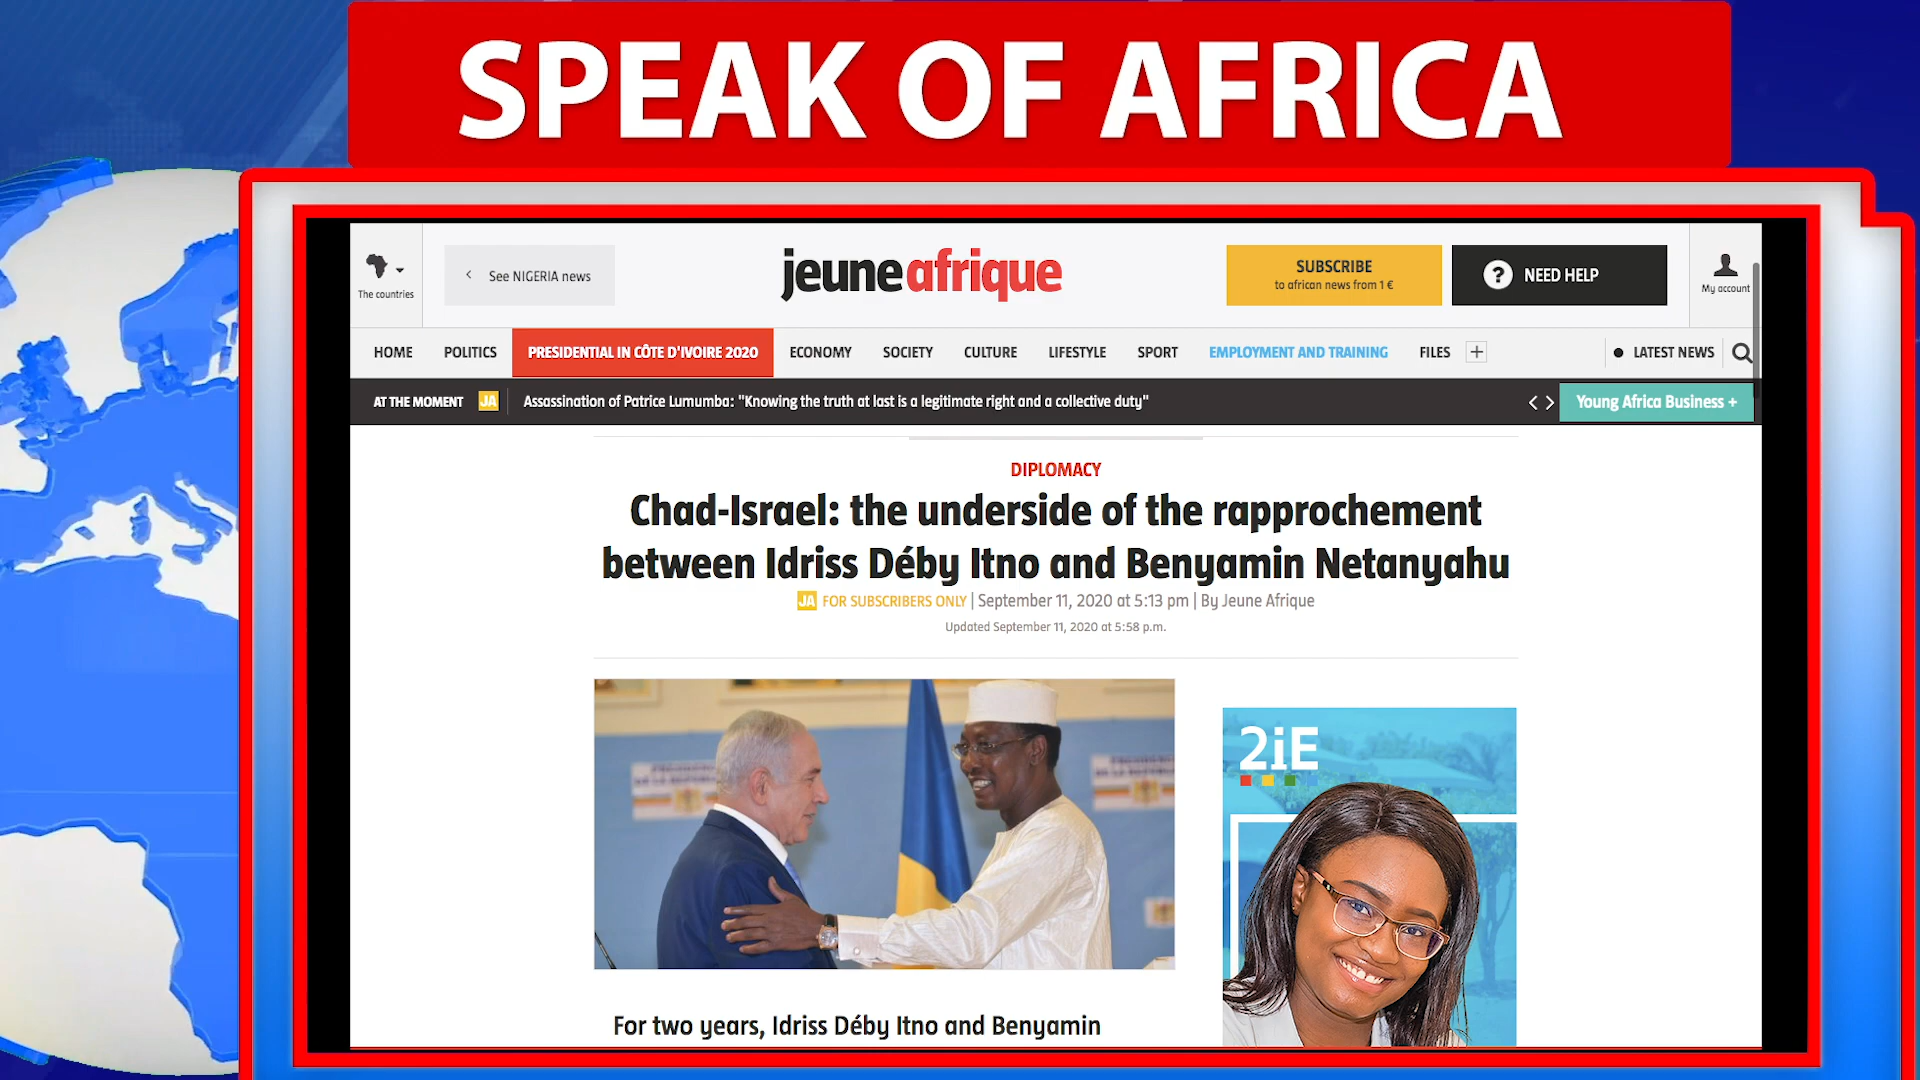 SPEAK OF AFRICA
The countries
See NIGERIA news
jeune afrique
SUBSCRIBE
to african news from 1 €
? NEED HELP
My account
HOME POLITICS PRESIDENTIAL IN CÔTE D'IVOIRE 2020 ECONOMY SOCIETY CULTURE LIFESTYLE SPORT EMPLOYMENT AND TRAINING FILES + LATEST NEWS
AT THE MOMENT JA Assassination of Patrice Lumumba: "Knowing the truth at last is a legitimate right and a collective duty" Young Africa Business +
DIPLOMACY
Chad-Israel: the underside of the rapprochement
between Idriss Déby Itno and Benyamin Netanyahu
JA FOR SUBSCRIBERS ONLY | September 11, 2020 at 5:13 pm | By Jeune Afrique
Updated September 11, 2020 at 5:58 p.m.
2iE
For two years, Idriss Déby Itno and Benyamin